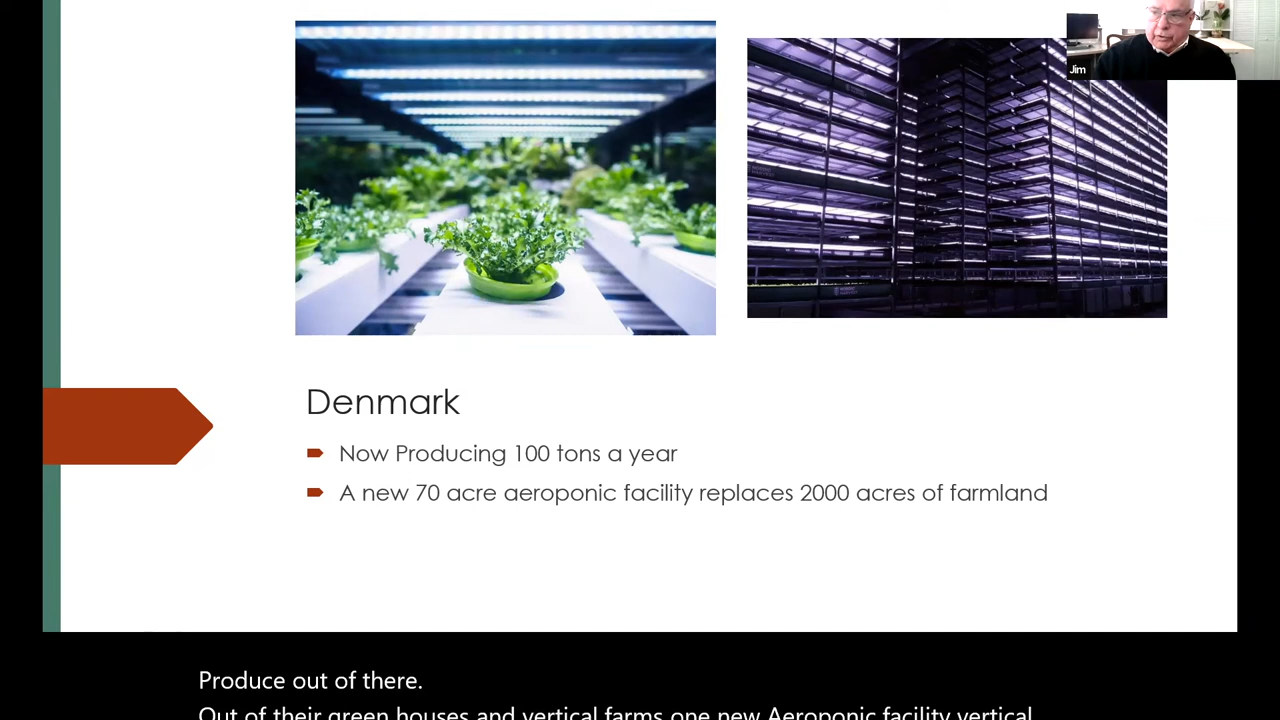 Jim
Denmark
Now Producing 100 tons a year
A new 70 acre aeroponic facility replaces 2000 acres of farmland
Produce out of there.
Out of their green houses and vertical farms one new Aeroponic facility vertical